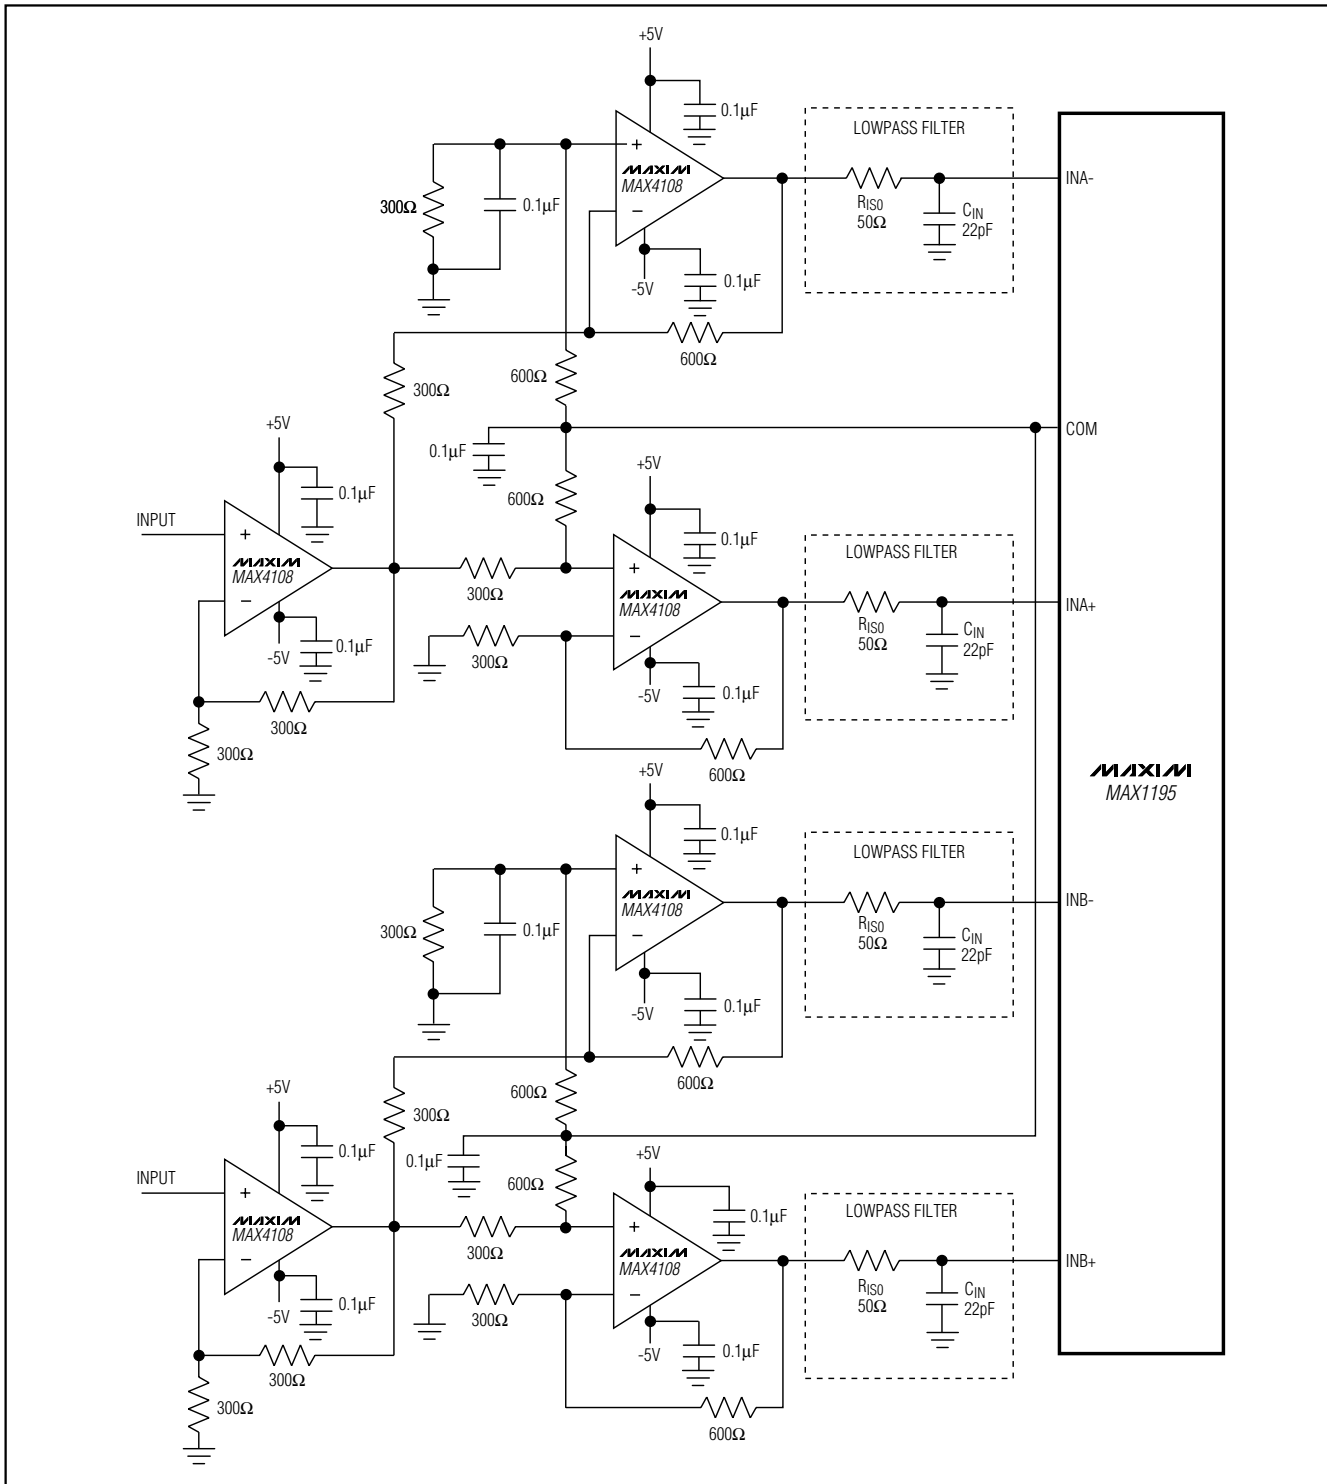 +5V
0.1µF
LOWPASS FILTER
+
MAXIM
MAX4108
INA-
300Ω
0.1µF
−
RISO
50Ω
CIN
22pF
-5V
0.1µF
600Ω
600Ω
300Ω
COM
+5V
0.1µF
+5V
0.1µF
600Ω
0.1µF
INPUT
LOWPASS FILTER
+
MAXIM
MAX4108
+
MAXIM
MAX4108
300Ω
INA+
−
−
RISO
50Ω
CIN
22pF
-5V
0.1µF
300Ω
-5V
0.1µF
300Ω
300Ω
600Ω
+5V
MAXIM
MAX1195
0.1µF
LOWPASS FILTER
+
MAXIM
MAX4108
INB-
300Ω
0.1µF
−
RISO
50Ω
CIN
22pF
-5V
0.1µF
600Ω
600Ω
+5V
300Ω
0.1µF
0.1µF
+5V
INPUT
600Ω
0.1µF
LOWPASS FILTER
+
MAXIM
MAX4108
+
MAXIM
MAX4108
300Ω
INB+
−
−
RISO
50Ω
CIN
22pF
-5V
0.1µF
300Ω
-5V
0.1µF
300Ω
300Ω
600Ω